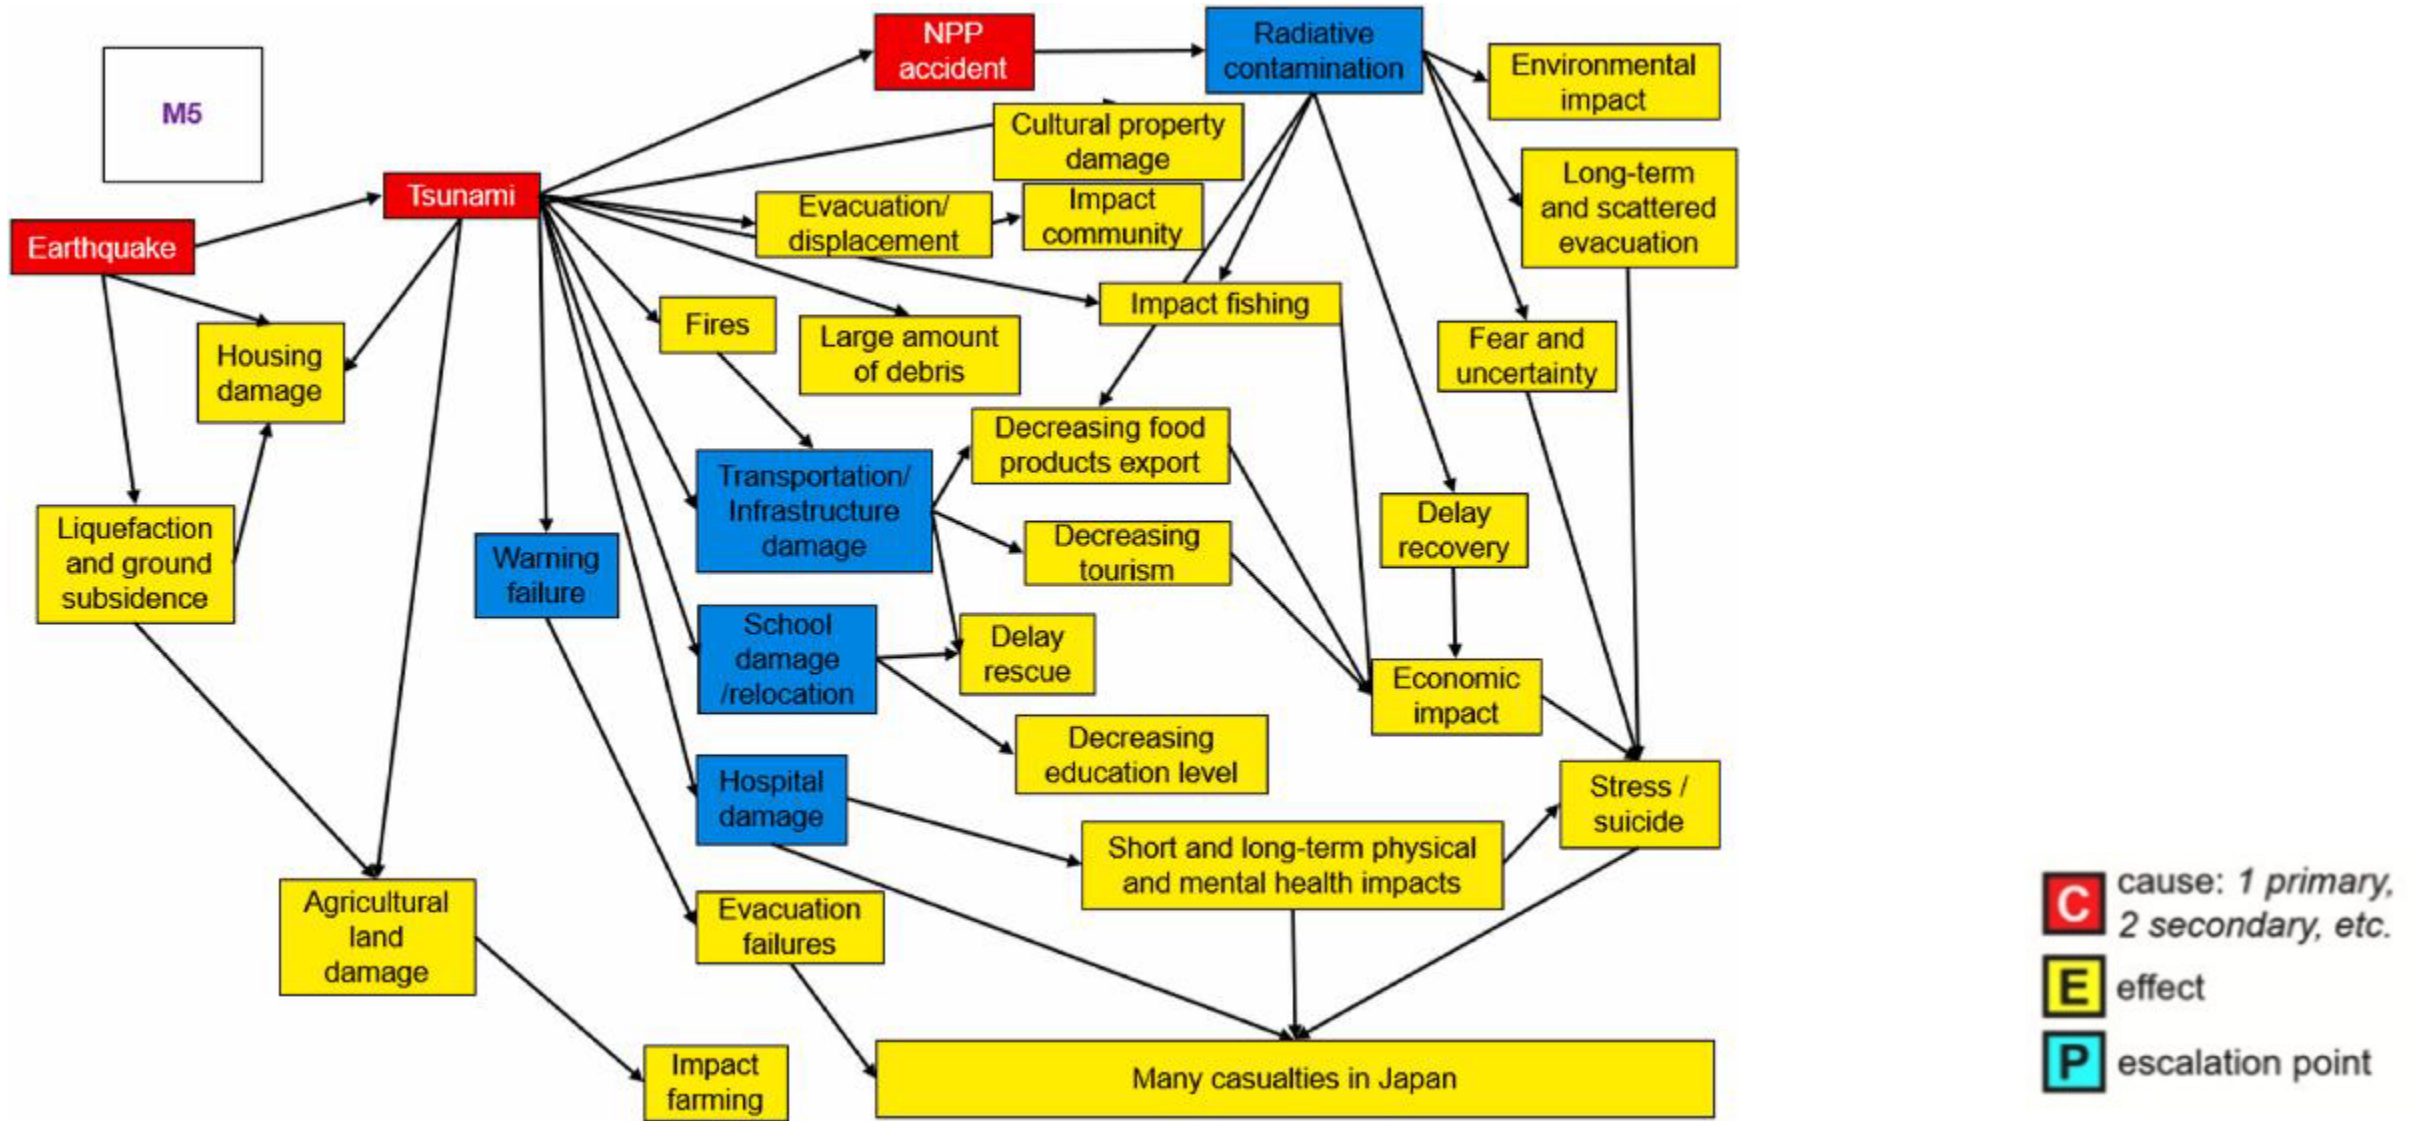 NPP
accident
Radiative
contamination
Environmental
impact
M5
Cultural property
damage
Long-term
and scattered
evacuation
Tsunami
Evacuation/
displacement
Impact
community
Earthquake
Impact fishing
Fires
Large amount
of debris
Fear and
uncertainty
Housing
damage
Decreasing food
products export
Transportation/
Infrastructure
damage
Delay
recovery
Liquefaction
and ground
subsidence
Warning
failure
Decreasing
tourism
School
damage
/relocation
Delay
rescue
Economic
impact
Decreasing
education level
Hospital
damage
Stress /
suicide
Short and long-term physical
and mental health impacts
Agricultural
land
damage
Evacuation
failures
Impact
farming
Many casualties in Japan
C cause: 1 primary,
2 secondary, etc.
E effect
P escalation point